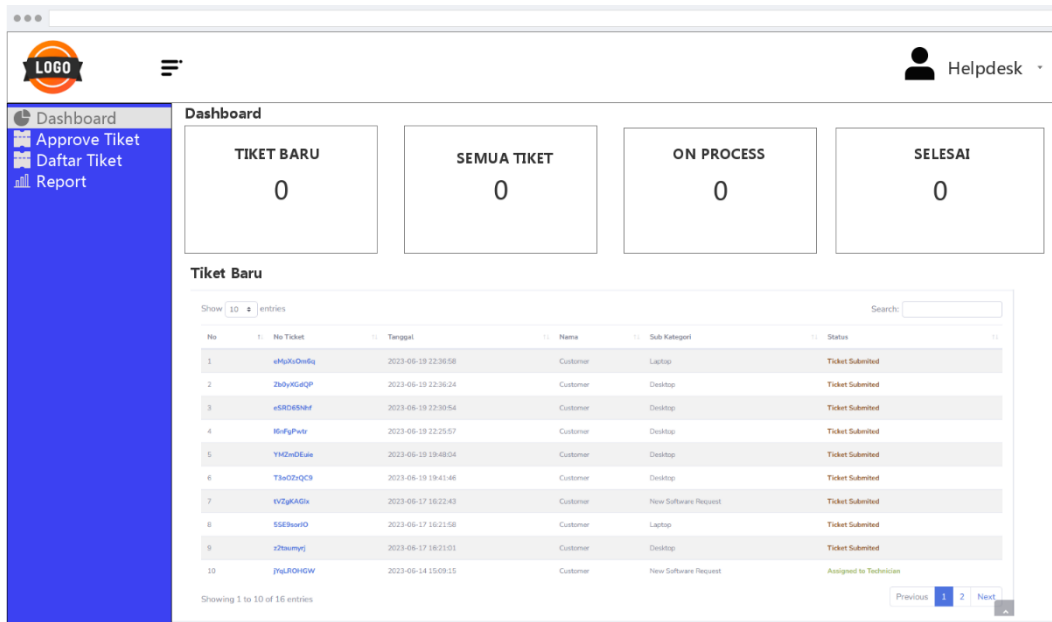 LOGO
Helpdesk
Dashboard
Approve Tiket
Daftar Tiket
Report
Dashboard
TIKET BARU
0
SEMUA TIKET
0
ON PROCESS
0
SELESAI
0
Tiket Baru
Show 10 entries Search:
No No Ticket Tanggal Nama Sub Kategori Status
1 eMpXsOm6q 2023-06-19 22:36:58 Customer Laptop Ticket Submited
2 Zb0yXGdQP 2023-06-19 22:36:24 Customer Desktop Ticket Submited
3 eSRD65Nhf 2023-06-19 22:30:54 Customer Desktop Ticket Submited
4 2023-06-19 22:25:57 Customer Desktop Ticket Submited
5 YMZmDEuie 2023-06-19 19:48:04 Customer Desktop Ticket Submited
6 T3oOZzQC9 2023-06-19 19:41:46 Customer Desktop Ticket Submited
7 2023-06-17 16:22:43 Customer New Software Request Ticket Submited
8 2023-06-17 16:21:58 Customer Laptop Ticket Submited
9 z2toumyrj 2023-06-17 16:21:01 Customer Desktop Ticket Submited
10 jYqLROHGW 2023-06-14 15:09:15 Customer New Software Request Assigned to Technician
Showing 1 to 10 of 16 entries
Previous 1 2 Next